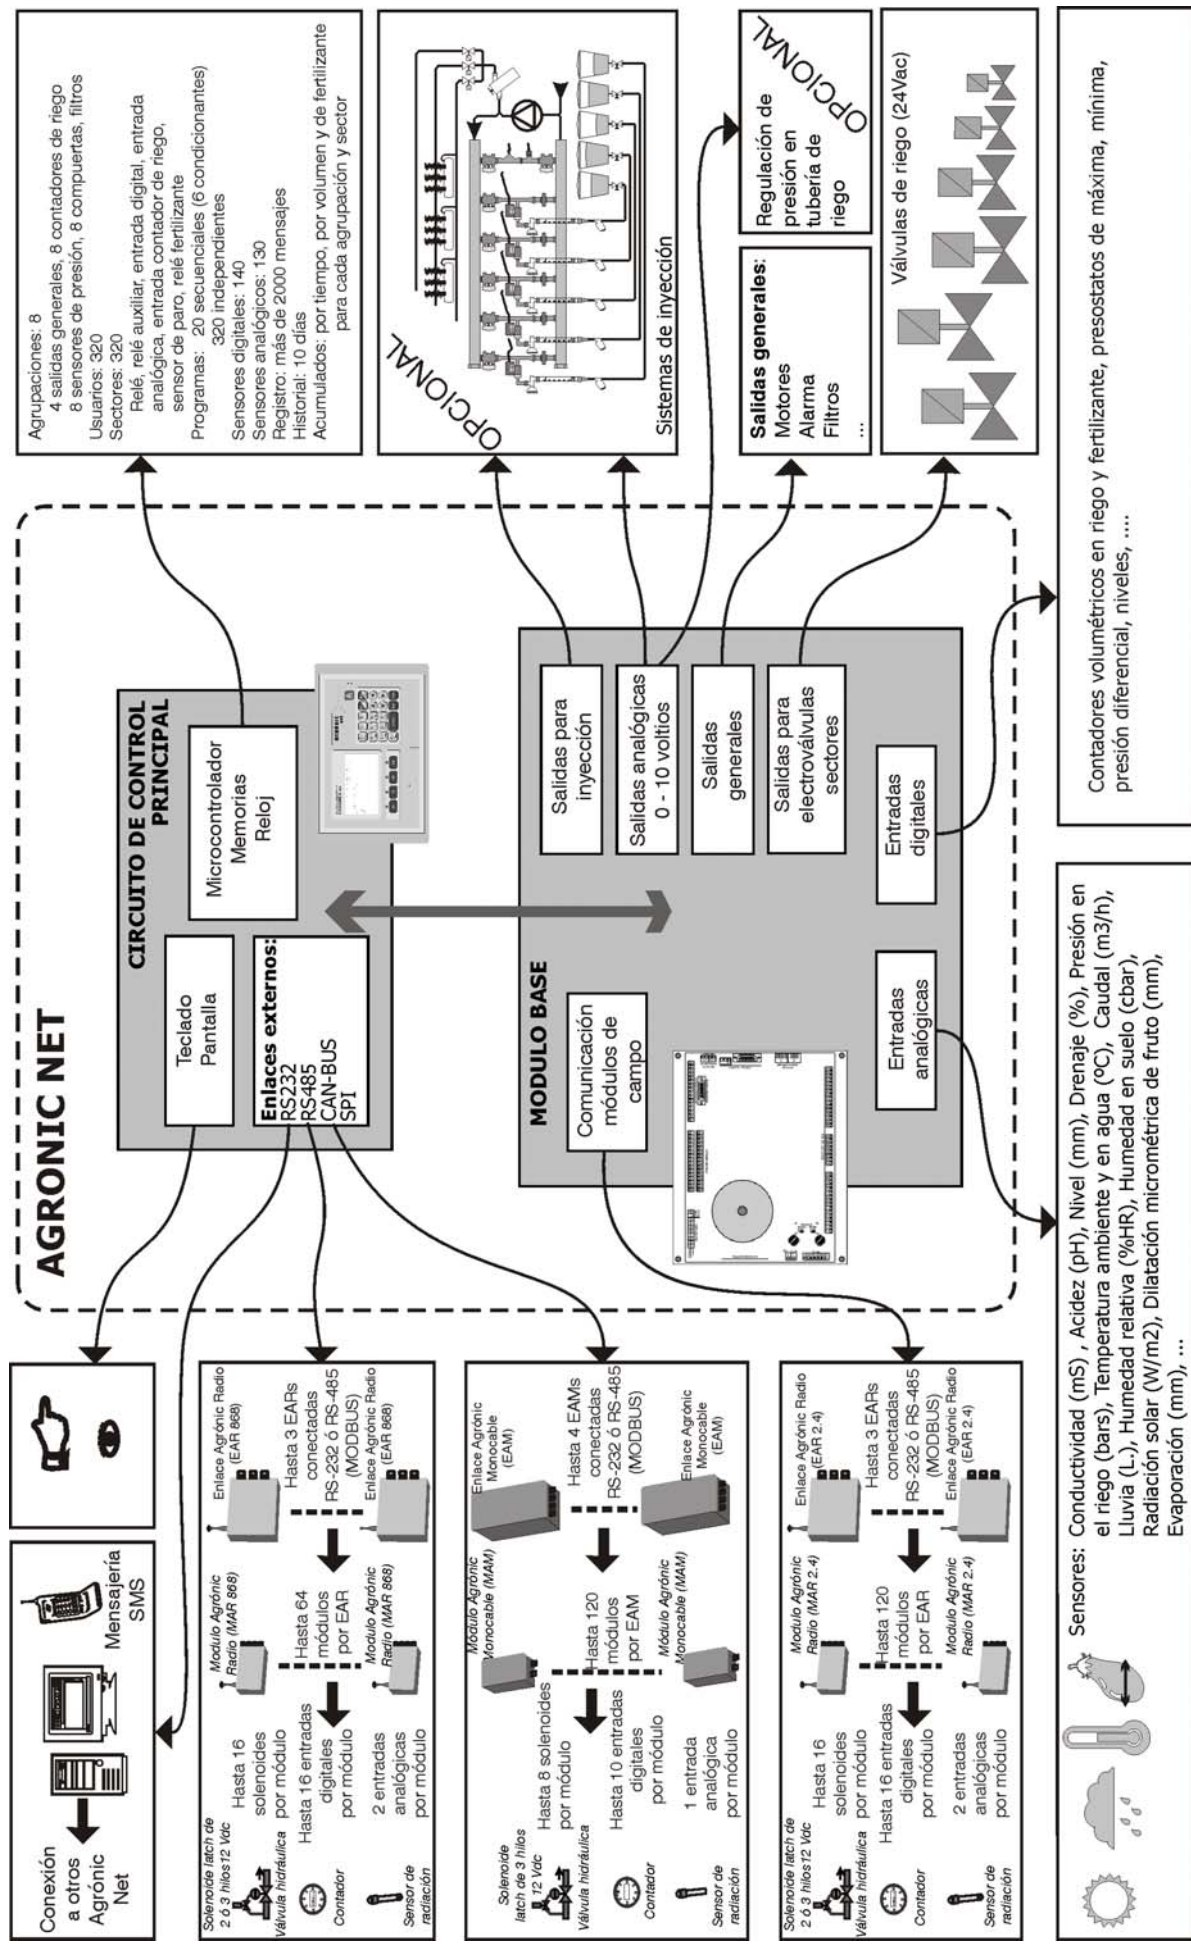 AGRONIC NET
Conexión
a otros
Agrónic
Net
Mensajería
SMS
CIRCUITO DE CONTROL
PRINCIPAL
Teclado
Pantalla
Microcontrolador
Memorias
Reloj
Enlaces externos:
RS232
RS485
CAN-BUS
SPI
Agrupaciones: 8
4 salidas generales, 8 contadores de riego
8 sensores de presión, 8 compuertas, filtros
Usuarios: 320
Sectores: 320
Relé, relé auxiliar, entrada digital, entrada
analógica, entrada contador de riego,
sensor de paro, relé fertilizante
Programas: 20 secuenciales (6 condicionantes)
320 independientes
Sensores digitales: 140
Sensores analógicos: 130
Registro: más de 2000 mensajes
Historial: 10 días
Acumulados: por tiempo, por volumen y de fertilizante
para cada agrupación y sector
Solenoide latch de
2 ó 3 hilos12 Vdc
Válvula hidráulica
Contador
Sensor de
radiación
Hasta 16
solenoides
por módulo
Hasta 16 entradas
digitales
por módulo
2 entradas
analógicas
por módulo
Modulo Agrónic
Radio (MAR 868)
Hasta 64
módulos
por EAR
Modulo Agrónic
Radio (MAR 868)
Enlace Agrónic Radio
(EAR 868)
Hasta 3 EARs
conectadas
RS-232 ó RS-485
(MODBUS)
Enlace Agrónic Radio
(EAR 868)
OPCIONAL
Sistemas de inyección
MODULO BASE
Comunicación
módulos de
campo
Salidas para
inyección
Salidas analógicas
0 - 10 voltios
Salidas
generales
Salidas para
electroválvulas
sectores
Entradas
analógicas
Entradas
digitales
Solenoide
latch de 3 hilos
12 Vdc
Válvula hidráulica
Contador
Sensor de
radiación
Hasta 8 solenoides
por módulo
Hasta 10 entradas
digitales
por módulo
1 entrada
analógica
por módulo
Módulo Agrónic
Monocable (MAM)
Hasta 120
módulos
por EAM
Módulo Agrónic
Monocable (MAM)
Enlace Agrónic
Monocable
(EAM)
Hasta 4 EAMs
conectadas
RS-232 ó RS-485
(MODBUS)
Enlace Agrónic
Monocable
(EAM)
Salidas generales:
Motores
Alarma
Filtros
...
Regulación de
presión en
tubería de
riego
OPCIONAL
Solenoide latch de
2 ó 3 hilos12 Vdc
Válvula hidráulica
Contador
Sensor de
radiación
Hasta 16
solenoides
por módulo
Hasta 16 entradas
digitales
por módulo
2 entradas
analógicas
por módulo
Modulo Agrónic
Radio (MAR 2.4)
Hasta 120
módulos
por EAR
Modulo Agrónic
Radio (MAR 2.4)
Enlace Agrónic Radio
(EAR 2.4)
Hasta 3 EARs
conectadas
RS-232 ó RS-485
(MODBUS)
Enlace Agrónic Radio
(EAR 2.4)
Válvulas de riego (24Vac)
Sensores: Conductividad (mS) , Acidez (pH), Nivel (mm), Drenaje (%), Presión en
el riego (bars), Temperatura ambiente y en agua (ºC), Caudal (m3/h),
Lluvia (L.), Humedad relativa (%HR), Humedad en suelo (cbar),
Radiación solar (W/m2), Dilatación micrométrica de fruto (mm),
Evaporación (mm), ...
Contadores volumétricos en riego y fertilizante, presostatos de máxima, mínima,
presión diferencial, niveles, ....